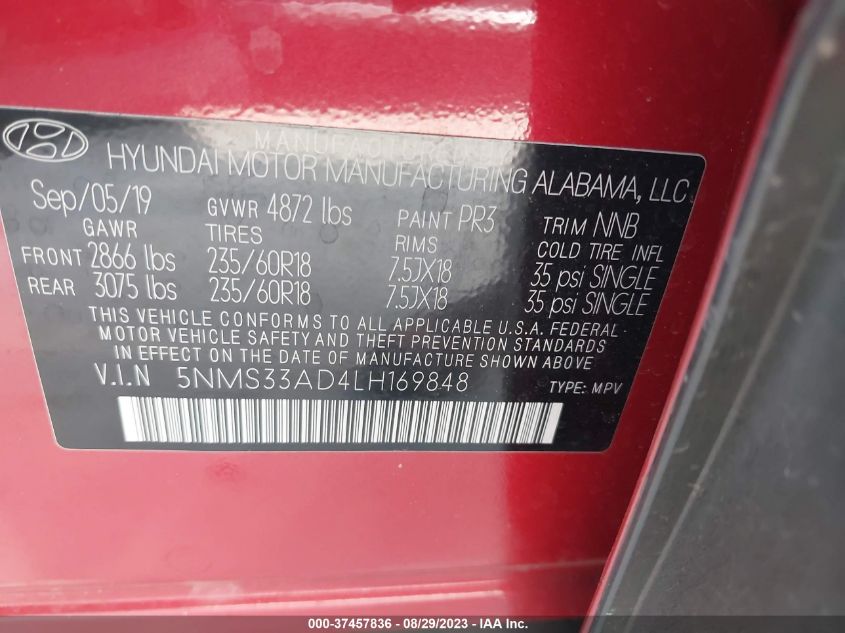 MANUFACTURED
HYUNDAI MOTOR MANUFACTURING ALABAMA, LLC
Sep/05/19 GVWR 4872 lbs PAINT PR3 TRIM NNB
GAWR TIRES RIMS COLD TIRE INFL
FRONT 2866 lbs 235/60R18 7.5JX18 35 psi SINGLE
REAR 3075 lbs 235/60R18 7.5JX18 35 psi SINGLE
THIS VEHICLE CONFORMS TO ALL APPLICABLE U.S.A. FEDERAL
MOTOR VEHICLE SAFETY AND THEFT PREVENTION STANDARDS
IN EFFECT ON THE DATE OF MANUFACTURE SHOWN ABOVE
V.I.N 5NMS33AD4LH169848 TYPE: MPV
000-37457836 - 08/29/2023 - IAAI.com